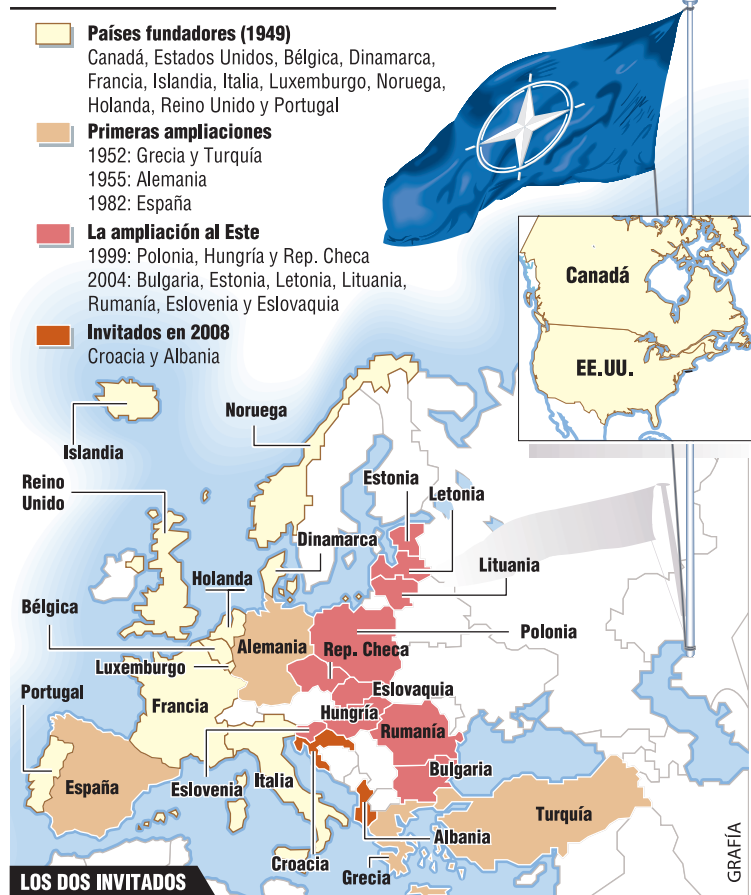 Países fundadores (1949)
Canadá, Estados Unidos, Bélgica, Dinamarca,
Francia, Islandia, Italia, Luxemburgo, Noruega,
Holanda, Reino Unido y Portugal
Primeras ampliaciones
1952: Grecia y Turquía
1955: Alemania
1982: España
La ampliación al Este
1999: Polonia, Hungría y Rep. Checa
2004: Bulgaria, Estonia, Letonia, Lituania,
Rumanía, Eslovenia y Eslovaquia
Invitados en 2008
Croacia y Albania
Canadá
EE.UU.
Islandia
Noruega
Reino
Unido
Estonia
Letonia
Dinamarca
Lituania
Holanda
Bélgica
Polonia
Alemania
Rep. Checa
Luxemburgo
Eslovaquia
Portugal
Francia
Hungría
Rumanía
Bulgaria
España
Eslovenia
Italia
Turquía
Albania
Croacia
Grecia
GRAFÍA
LOS DOS INVITADOS